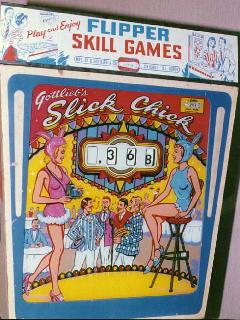 Play and Enjoy
FLIPPER
SKILL GAMES
Gottlieb's
Slick Chick
368